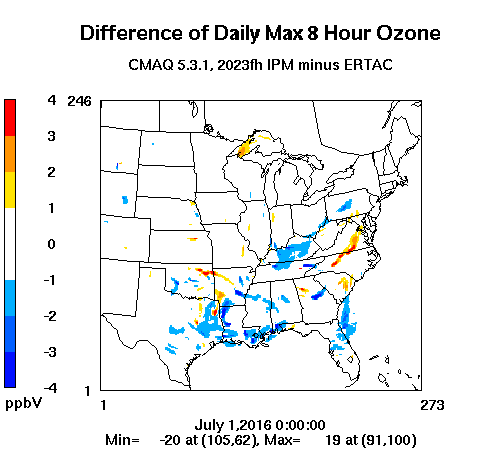 Difference of Daily Max 8 Hour Ozone
CMAQ 5.3.1, 2023fh IPM minus ERTAC
4
3
2
1
0
-1
-2
-3
-4
ppbV
246
1
1
273
July 1,2016 0:00:00
Min= -20 at (105,62), Max= 19 at (91,100)